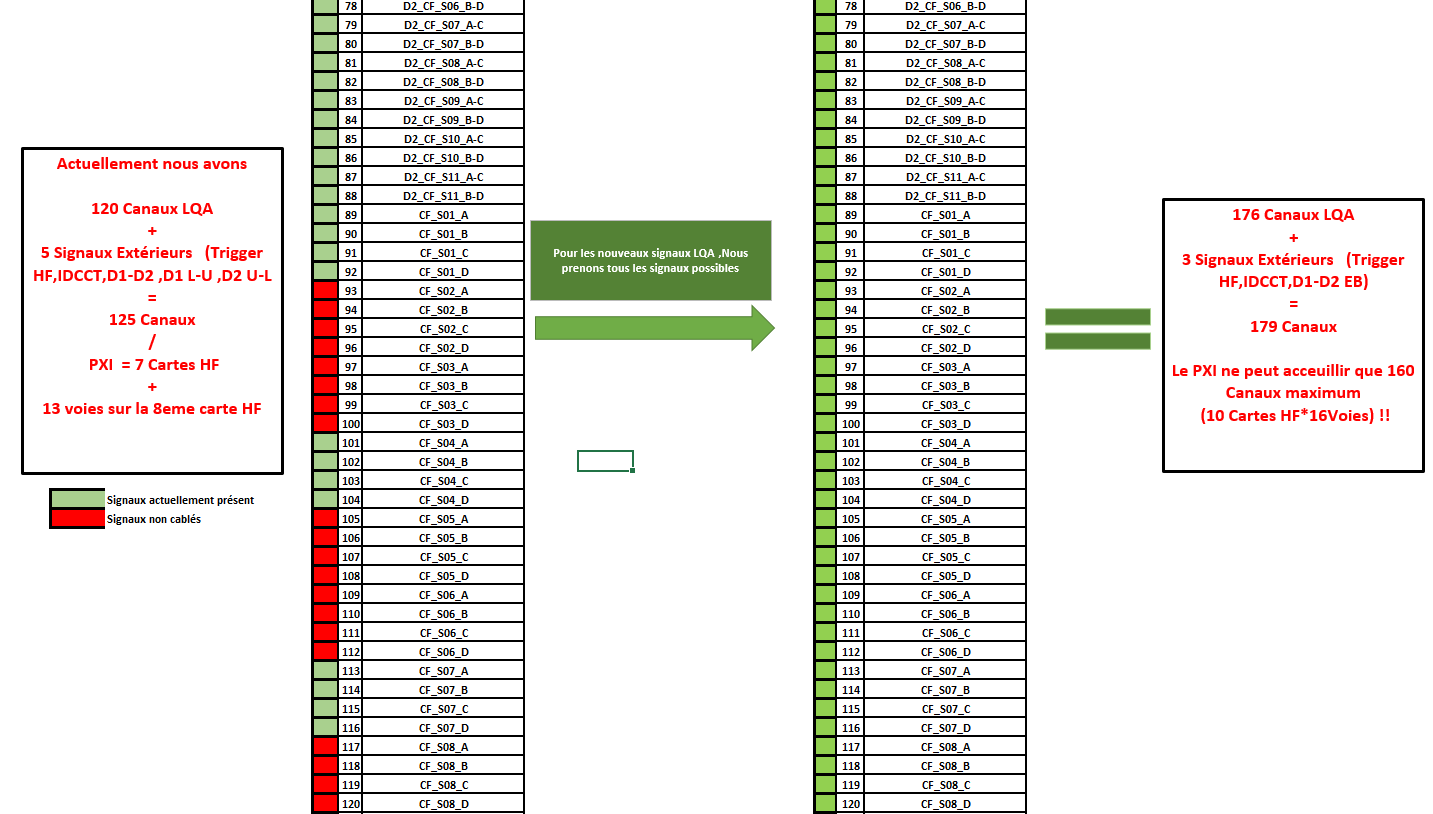 Actuellement nous avons
120 Canaux LQA
+
5 Signaux Extérieurs (Trigger
HF,IDCCT,D1-D2 ,D1 L-U ,D2 U-L
=
125 Canaux
/
PXI = 7 Cartes HF
+
13 voies sur la 8eme carte HF
Signaux actuellement présent
Signaux non cablés
78 D2_CF_S06_B-D
79 D2_CF_S07_A-C
80 D2_CF_S07_B-D
81 D2_CF_S08_A-C
82 D2_CF_S08_B-D
83 D2_CF_S09_A-C
84 D2_CF_S09_B-D
85 D2_CF_S10_A-C
86 D2_CF_S10_B-D
87 D2_CF_S11_A-C
88 D2_CF_S11_B-D
89 CF_S01_A
90 CF_S01_B
91 CF_S01_C
92 CF_S01_D
93 CF_S02_A
94 CF_S02_B
95 CF_S02_C
96 CF_S02_D
97 CF_S03_A
98 CF_S03_B
99 CF_S03_C
100 CF_S03_D
101 CF_S04_A
102 CF_S04_B
103 CF_S04_C
104 CF_S04_D
105 CF_S05_A
106 CF_S05_B
107 CF_S05_C
108 CF_S05_D
109 CF_S06_A
110 CF_S06_B
111 CF_S06_C
112 CF_S06_D
113 CF_S07_A
114 CF_S07_B
115 CF_S07_C
116 CF_S07_D
117 CF_S08_A
118 CF_S08_B
119 CF_S08_C
120 CF_S08_D
Pour les nouveaux signaux LQA ,Nous
prenons tous les signaux possibles
78 D2_CF_S06_B-D
79 D2_CF_S07_A-C
80 D2_CF_S07_B-D
81 D2_CF_S08_A-C
82 D2_CF_S08_B-D
83 D2_CF_S09_A-C
84 D2_CF_S09_B-D
85 D2_CF_S10_A-C
86 D2_CF_S10_B-D
87 D2_CF_S11_A-C
88 D2_CF_S11_B-D
89 CF_S01_A
90 CF_S01_B
91 CF_S01_C
92 CF_S01_D
93 CF_S02_A
94 CF_S02_B
95 CF_S02_C
96 CF_S02_D
97 CF_S03_A
98 CF_S03_B
99 CF_S03_C
100 CF_S03_D
101 CF_S04_A
102 CF_S04_B
103 CF_S04_C
104 CF_S04_D
105 CF_S05_A
106 CF_S05_B
107 CF_S05_C
108 CF_S05_D
109 CF_S06_A
110 CF_S06_B
111 CF_S06_C
112 CF_S06_D
113 CF_S07_A
114 CF_S07_B
115 CF_S07_C
116 CF_S07_D
117 CF_S08_A
118 CF_S08_B
119 CF_S08_C
120 CF_S08_D
176 Canaux LQA
+
3 Signaux Extérieurs (Trigger
HF,IDCCT,D1-D2 EB)
=
179 Canaux
Le PXI ne peut acceuillir que 160
Canaux maximum
(10 Cartes HF*16Voies) !!